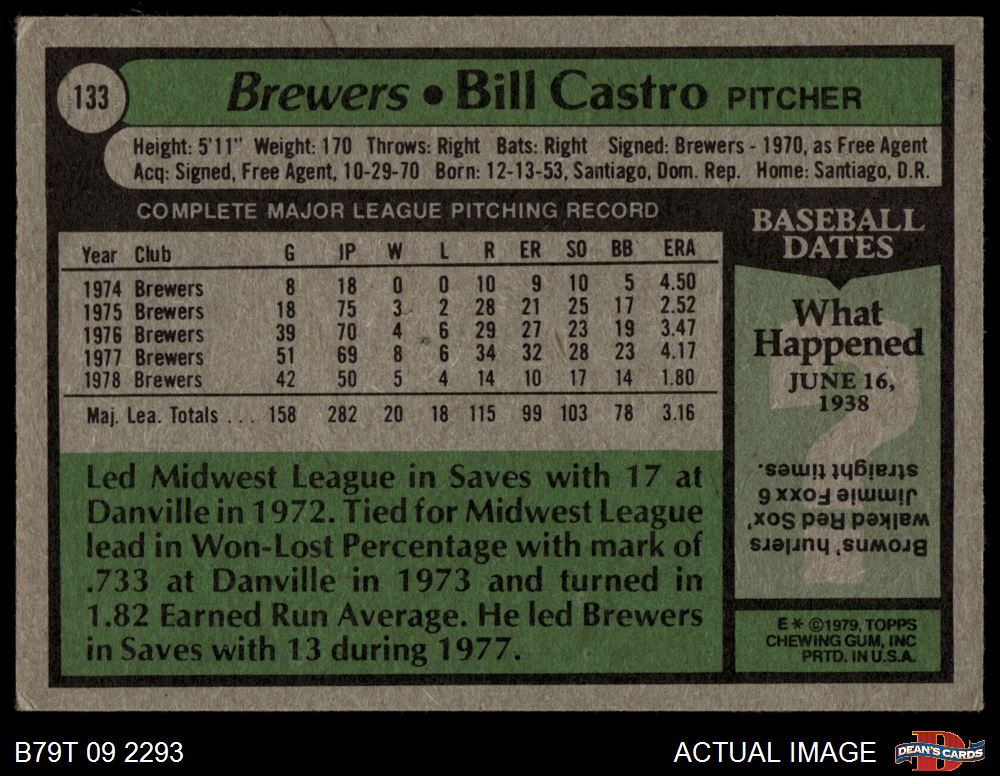 133
Brewers • Bill Castro PITCHER
Height: 5'11" Weight: 170 Throws: Right Bats: Right Signed: Brewers - 1970, as Free Agent
Acq: Signed, Free Agent, 10-29-70 Born: 12-13-53, Santiago, Dom. Rep. Home: Santiago, D.R.
COMPLETE MAJOR LEAGUE PITCHING RECORD
Year Club G IP W L R ER SO BB ERA
1974 Brewers 8 18 0 0 10 9 10 5 4.50
1975 Brewers 18 75 3 2 28 21 25 17 2.52
1976 Brewers 39 70 4 6 29 27 23 19 3.47
1977 Brewers 51 69 8 6 34 32 28 23 4.17
1978 Brewers 42 50 5 4 14 10 17 14 1.80
Maj. Lea. Totals . . . 158 282 20 18 115 99 103 78 3.16
Led Midwest League in Saves with 17 at
Danville in 1972. Tied for Midwest League
lead in Won-Lost Percentage with mark of
.733 at Danville in 1973 and turned in
1.82 Earned Run Average. He led Brewers
in Saves with 13 during 1977.
BASEBALL
DATES
What
Happened
JUNE 16,
1938
?
Browns' hurlers
walked Red Sox'
Jimmie Foxx 6
straight times.
E * ©1979, TOPPS
CHEWING GUM, INC
PRTD. IN U.S.A.
B79T 09 2293
ACTUAL IMAGE
D
DEAN'S CARDS